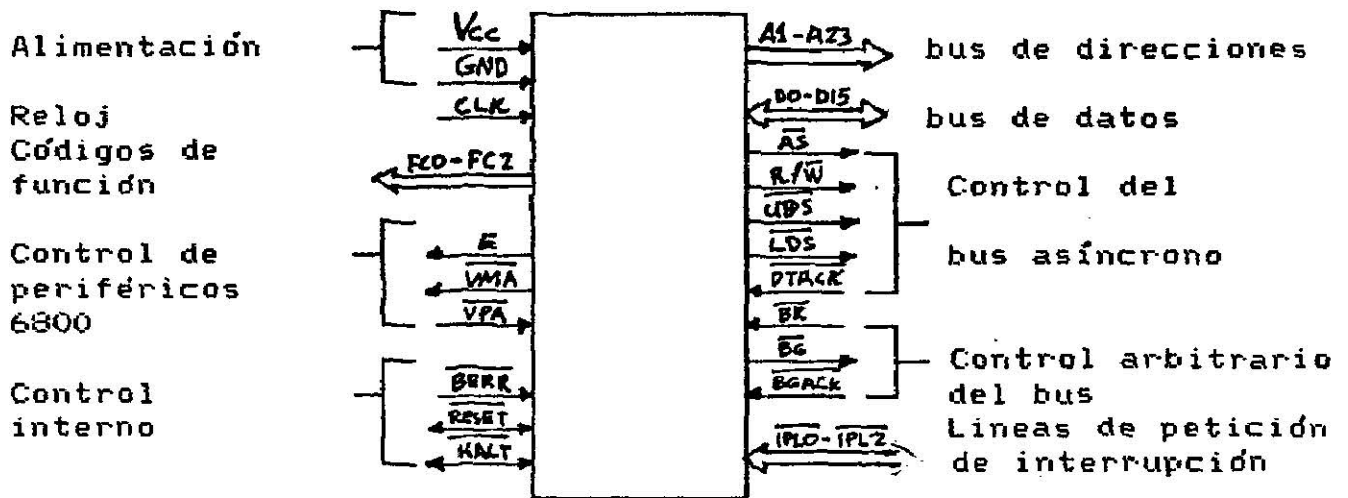 Alimentación
Vcc
GND
Reloj
CLK
Códigos de
función
FC0-FC2
Control de
periféricos
6800
E
VMA
VPA
Control
interno
BERR
RESET
HALT
A1-A23
bus de direcciones
D0-D15
bus de datos
AS
R/W
UDS
LDS
DTACK
Control del
bus asíncrono
BR
BG
BGACK
Control arbitrario
del bus
IPL0-IPL2
Lineas de petición
de interrupción